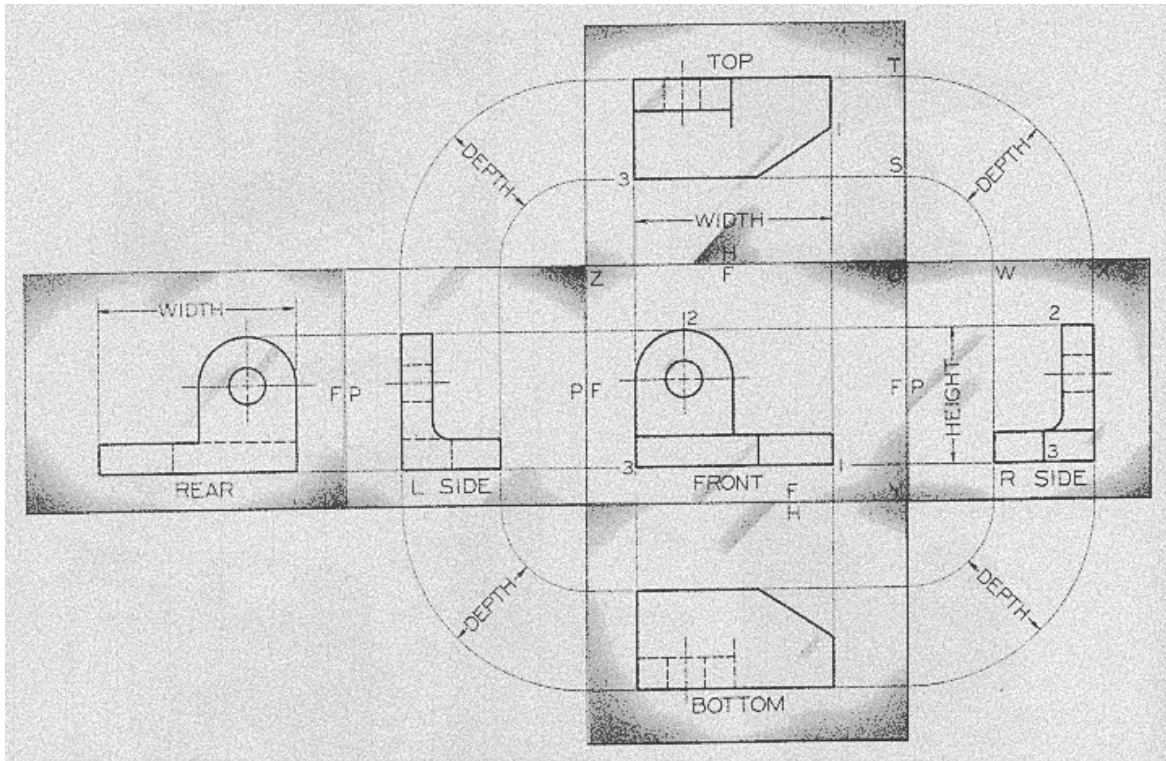 TOP
T
DEPTH
DEPTH
1
3
S
WIDTH
H
F
Z
O
W
X
WIDTH
2
2
F P
P F
F P
HEIGHT
3
1
3
REAR
L SIDE
FRONT
Y
R SIDE
F
H
DEPTH
DEPTH
BOTTOM